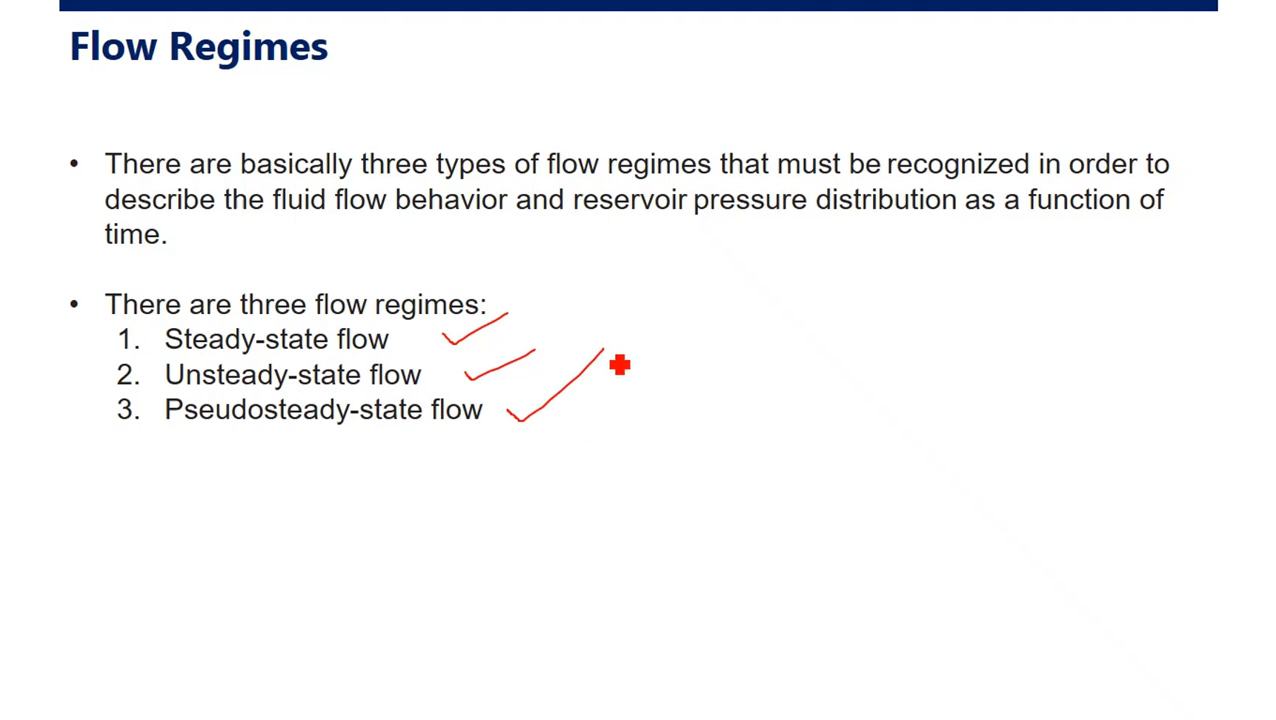 Flow Regimes
• There are basically three types of flow regimes that must be recognized in order to
describe the fluid flow behavior and reservoir pressure distribution as a function of
time.
• There are three flow regimes:
1. Steady-state flow
2. Unsteady-state flow
3. Pseudosteady-state flow